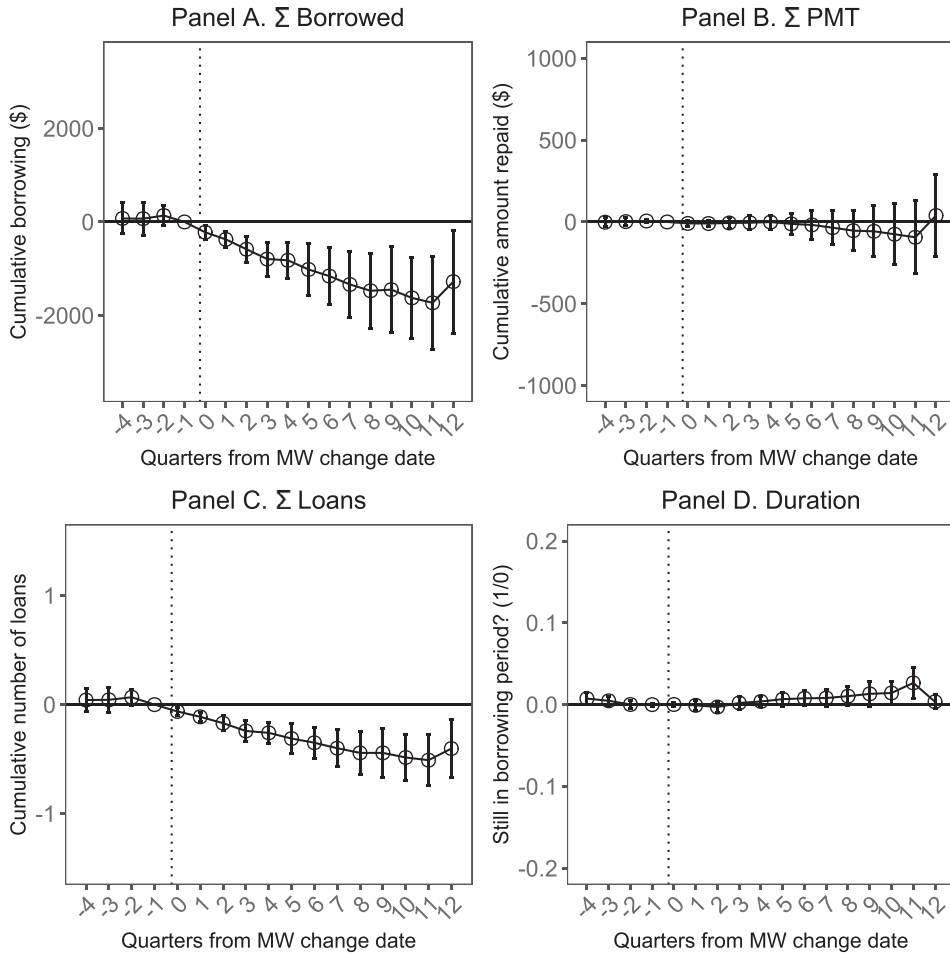 Panel A. Σ Borrowed
Cumulative borrowing ($)
2000
0
-2000
-4 -3 -2 -1 0 1 2 3 4 5 6 7 8 9 10 11 12
Quarters from MW change date
Panel B. Σ PMT
Cumulative amount repaid ($)
1000
500
0
-500
-1000
-4 -3 -2 -1 0 1 2 3 4 5 6 7 8 9 10 11 12
Quarters from MW change date
Panel C. Σ Loans
Cumulative number of loans
1
0
-1
-4 -3 -2 -1 0 1 2 3 4 5 6 7 8 9 10 11 12
Quarters from MW change date
Panel D. Duration
Still in borrowing period? (1/0)
0.2
0.1
0.0
-0.1
-0.2
-4 -3 -2 -1 0 1 2 3 4 5 6 7 8 9 10 11 12
Quarters from MW change date